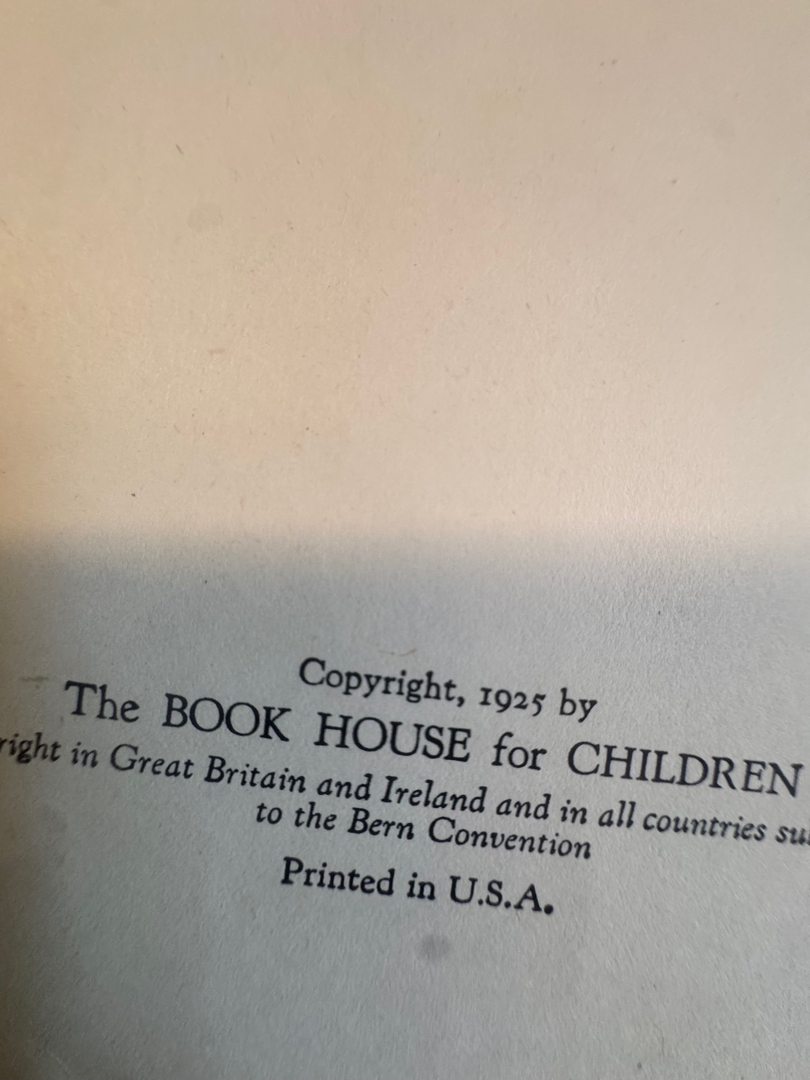 Copyright, 1925 by
The BOOK HOUSE for CHILDREN
right in Great Britain and Ireland and in all countries
to the Bern Convention
Printed in U.S.A.